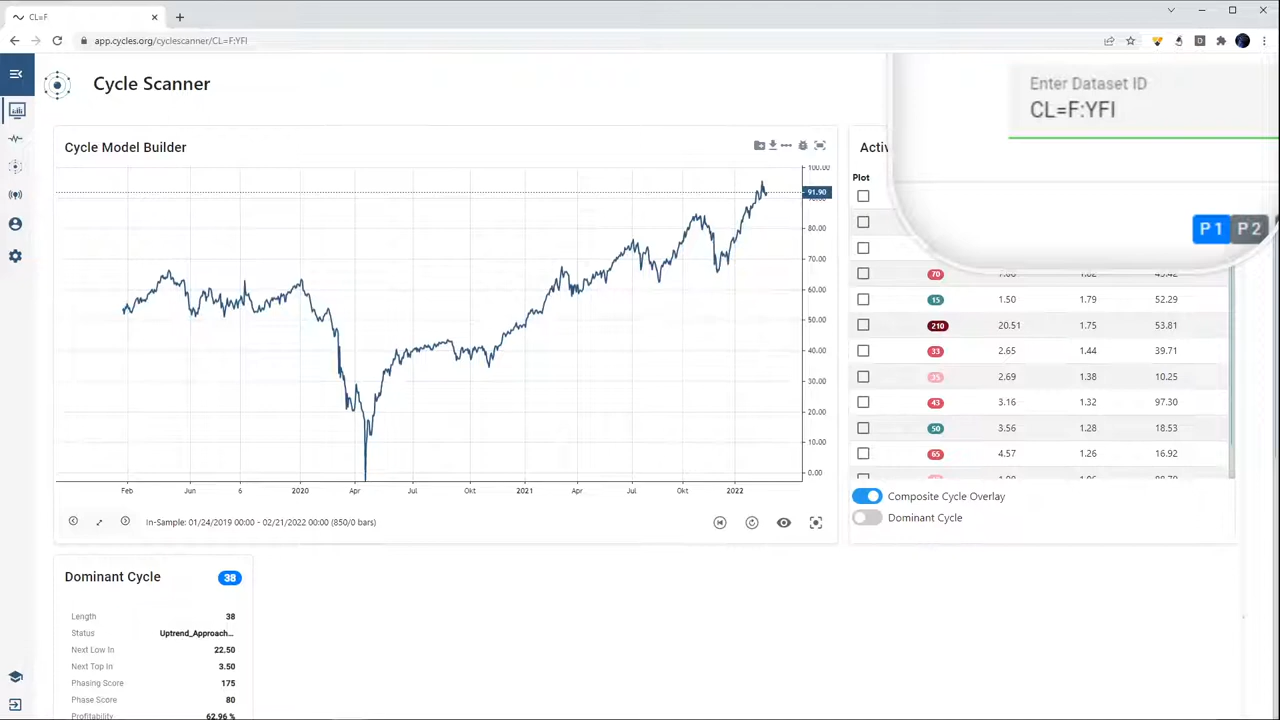 CL=F
app.cycles.org/cyclescanner/CL=F:YFI
Cycle Scanner
Enter Dataset ID
CL=F:YFI
P1 P2
Cycle Model Builder
100.00
91.90
80.00
70.00
60.00
50.00
40.00
30.00
20.00
10.00
0.00
Feb Jun 6 2020 Apr Jul Okt 2021 Apr Jul Okt 2022
In-Sample: 01/24/2019 00:00 - 02/21/2022 00:00 (850/0 bars)
Plot
70
15 1.50 1.79 52.29
210 20.51 1.75 53.81
33 2.65 1.44 39.71
35 2.69 1.38 10.25
43 3.16 1.32 97.30
50 3.56 1.28 18.53
65 4.57 1.26 16.92
Composite Cycle Overlay
Dominant Cycle
Dominant Cycle 38
Length 38
Status Uptrend_Approach...
Next Low In 22.50
Next Top In 3.50
Phasing Score 175
Phase Score 80
Profitability 62.96 %